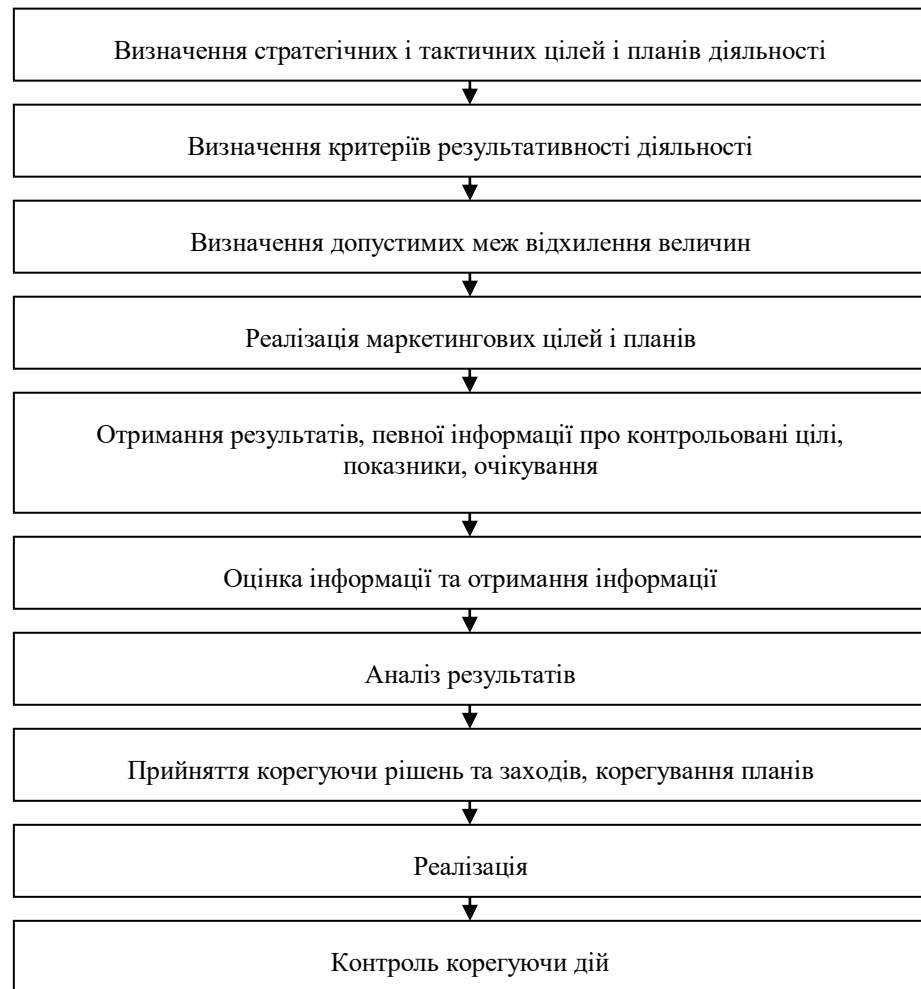 Визначення стратегічних і тактичних цілей і планів діяльності
Визначення критеріїв результативності діяльності
Визначення допустимих меж відхилення величин
Реалізація маркетингових цілей і планів
Отримання результатів, певної інформації про контрольовані цілі,
показники, очікування
Оцінка інформації та отримання інформації
Аналіз результатів
Прийняття корегуючи рішень та заходів, корегування планів
Реалізація
Контроль корегуючи дій